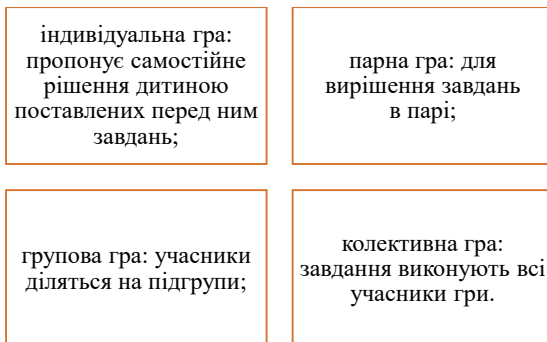 індивідуальна гра:
пропонує самостійне
рішення дитиною
поставлених перед ним
завдань;
парна гра: для
вирішення завдань
в парі;
групова гра: учасники
діляться на підгрупи;
колективна гра:
завдання виконують всі
учасники гри.